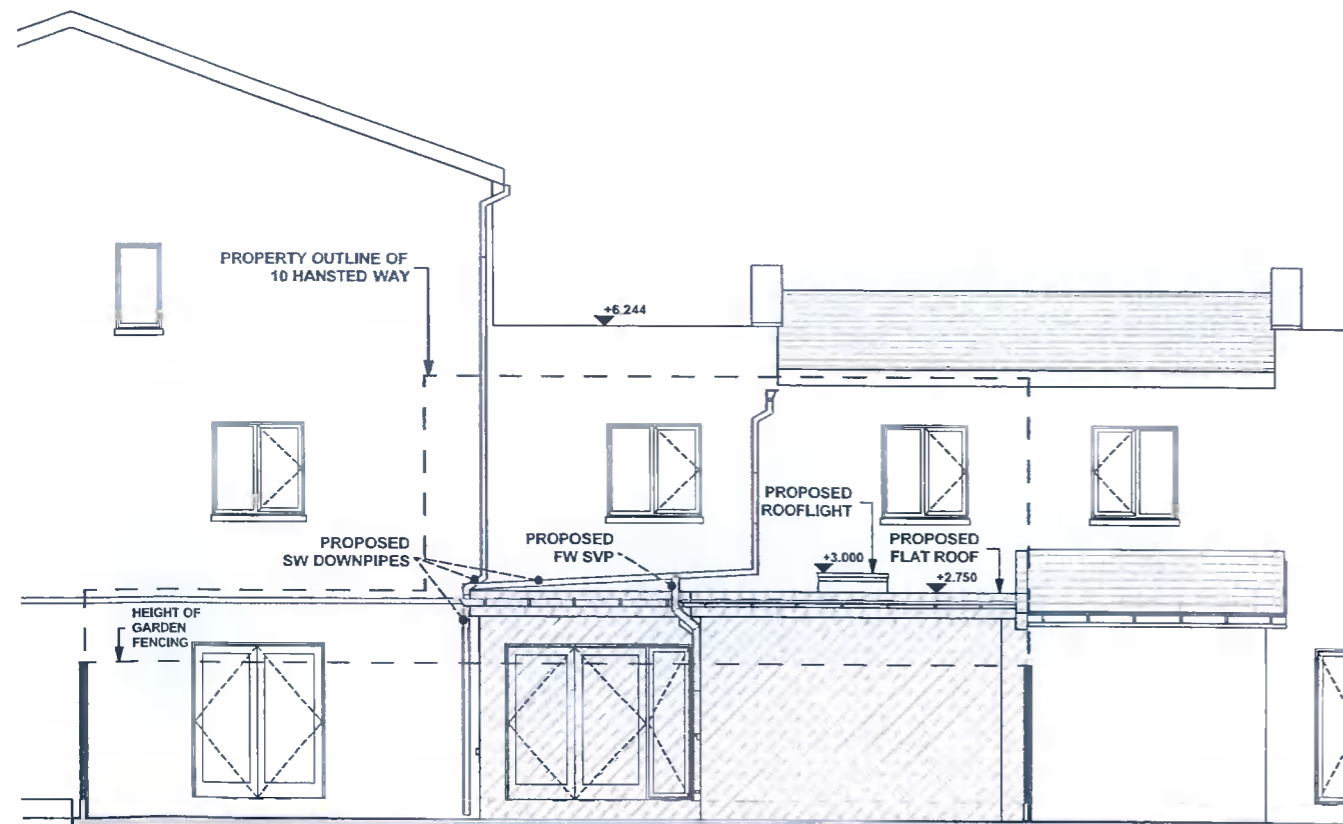 PROPERTY OUTLINE OF
10 HANSTED WAY
+6.244
PROPOSED
ROOFLIGHT
PROPOSED
SW DOWNPIPES
PROPOSED
FW SVP
PROPOSED
FLAT ROOF
+3.000
+2.750
HEIGHT OF
GARDEN
FENCING